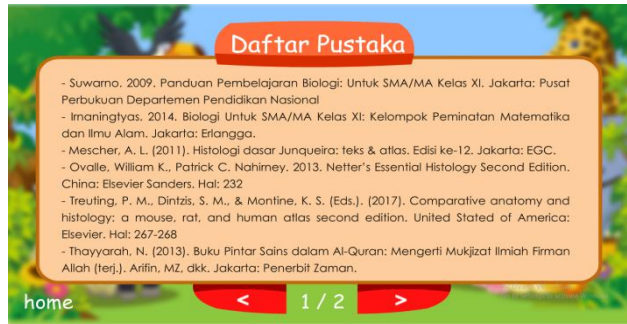 Daftar Pustaka
- Suwarno. 2009. Panduan Pembelajaran Biologi: Untuk SMA/MA Kelas XI. Jakarta: Pusat
Perbukuan Departemen Pendidikan Nasional
- Irnaningtyas. 2014. Biologi Untuk SMA/MA Kelas XI: Kelompok Peminatan Matematika
dan Ilmu Alam. Jakarta: Erlangga.
- Mescher, A. L. (2011). Histologi dasar Junqueira: teks & atlas. Edisi ke-12. Jakarta: EGC.
- Ovalle, William K., Patrick C. Nahirney. 2013. Netter's Essential Histology Second Edition.
China: Elsevier Sanders. Hal: 232
- Treuting, P. M., Dintzis, S. M., & Montine, K. S. (Eds.). (2017). Comparative anatomy and
histology: a mouse, rat, and human atlas second edition. United Stated of America:
Elsevier. Hal: 267-268
- Thayyarah, N. (2013). Buku Pintar Sains dalam Al-Quran: Mengerti Mukjizat Ilmiah Firman
Allah (terj.). Arifin, MZ, dkk. Jakarta: Penerbit Zaman.
home < 1 / 2 >